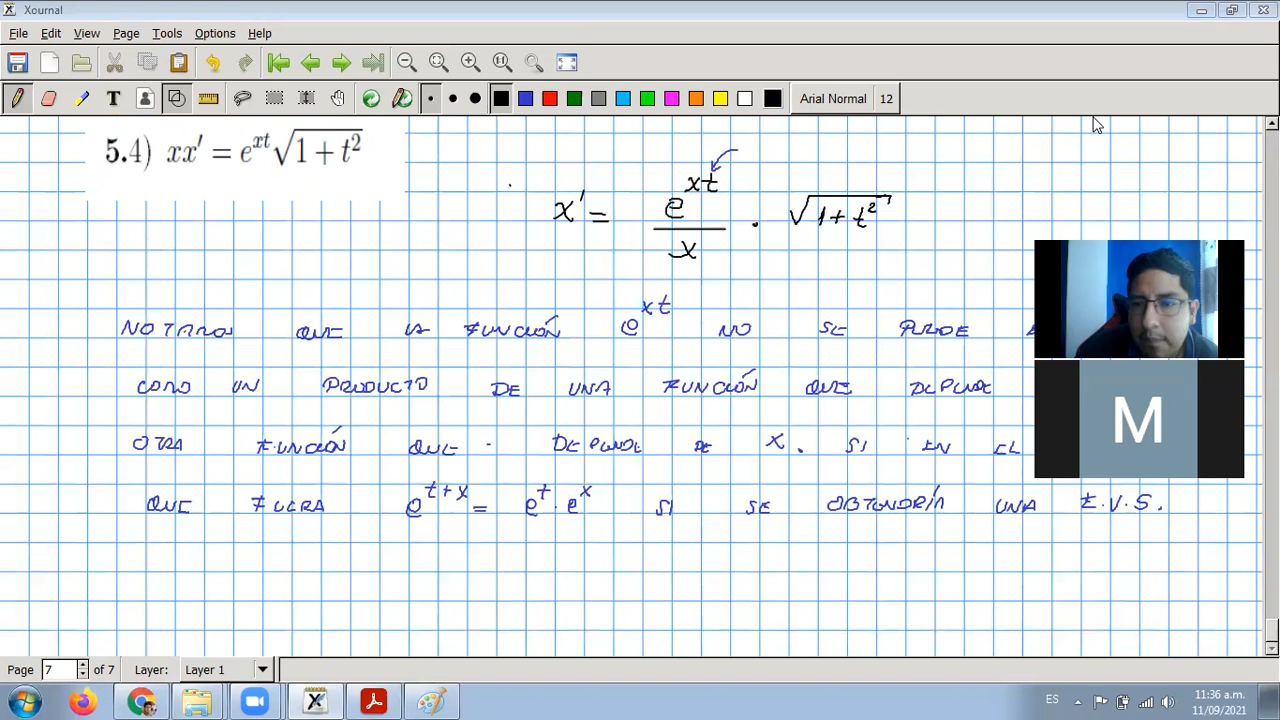 Xournal
File Edit View Page Tools Options Help
Arial Normal 12
5.4) xx' = e^{xt}√(1 + t²)
x' = e^{xt}/x · √(1 + t²)
NOTAMOS QUE LA FUNCIÓN e^{xt} NO SE PUEDE
COMO UN PRODUCTO DE UNA FUNCIÓN QUE DEPENDE
OTRA FUNCIÓN QUE DEPENDE DE x. SI EN EL
QUE FUERA e^{t+x} = e^t · e^x SI SE OBTENDRÍA UNA E.V.S.
M
Page 7 of 7 Layer: Layer 1
ES 11:36 a.m.
11/09/2021